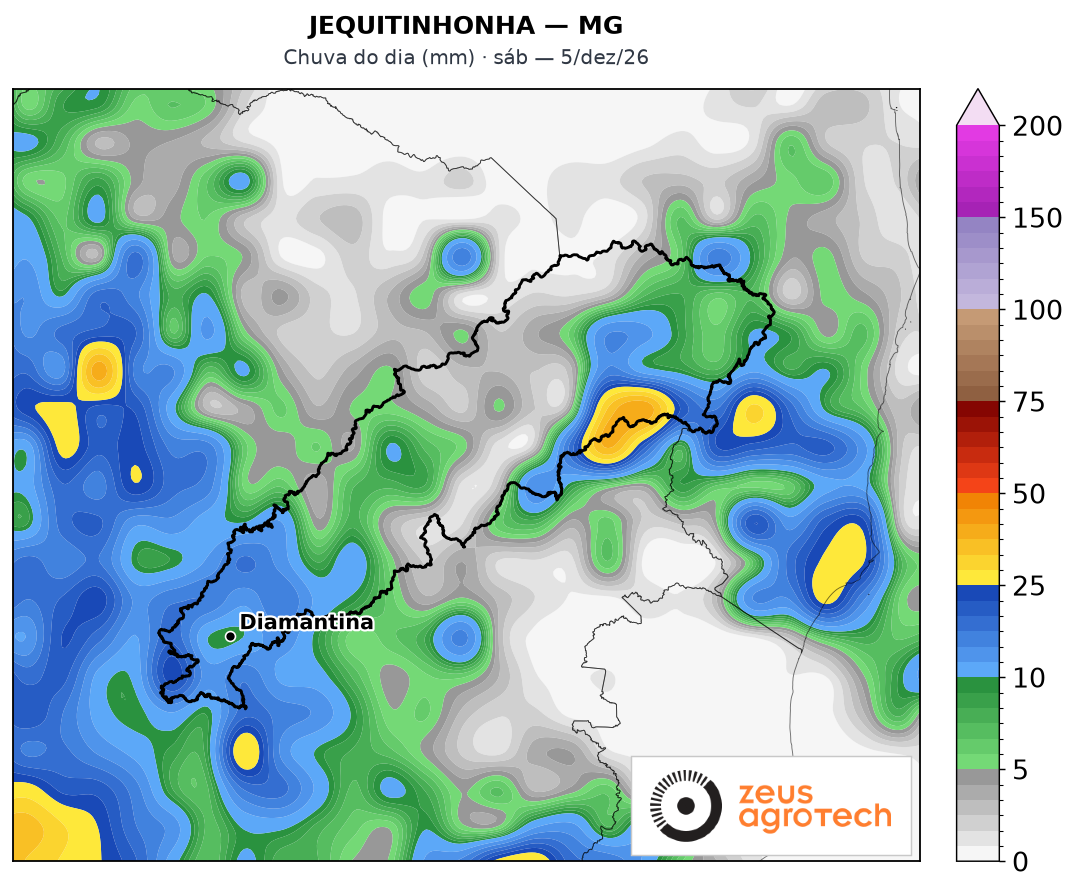 JEQUITINHONHA — MG
Chuva do dia (mm) · sáb — 5/dez/26
200
150
100
75
50
25
10
5
0
Diamantina
zeus
agrotech